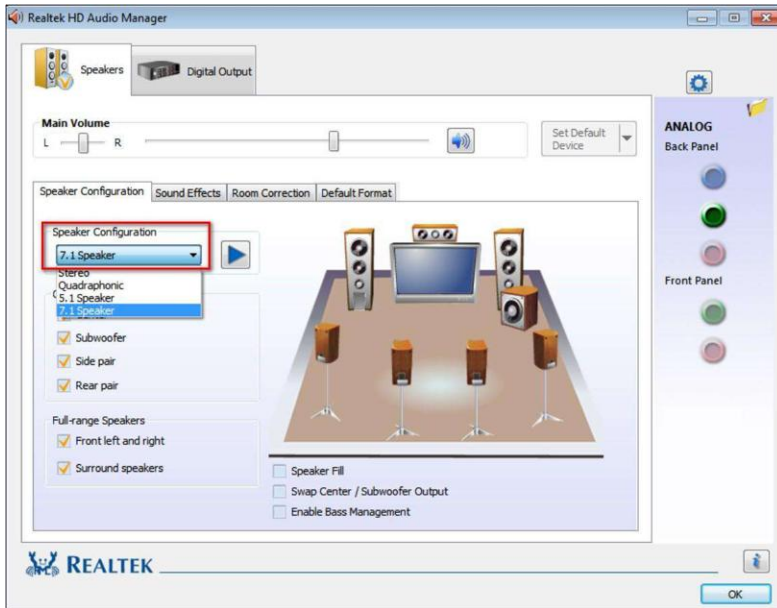 Realtek HD Audio Manager
Speakers
Digital Output
Main Volume
L R
Set Default
Device
ANALOG
Back Panel
Speaker Configuration Sound Effects Room Correction Default Format
Speaker Configuration
7.1 Speaker
Stereo
Quadraphonic
5.1 Speaker
7.1 Speaker
Subwoofer
Side pair
Rear pair
Full-range Speakers
Front left and right
Surround speakers
Speaker Fill
Swap Center / Subwoofer Output
Enable Bass Management
Front Panel
REALTEK
i
OK